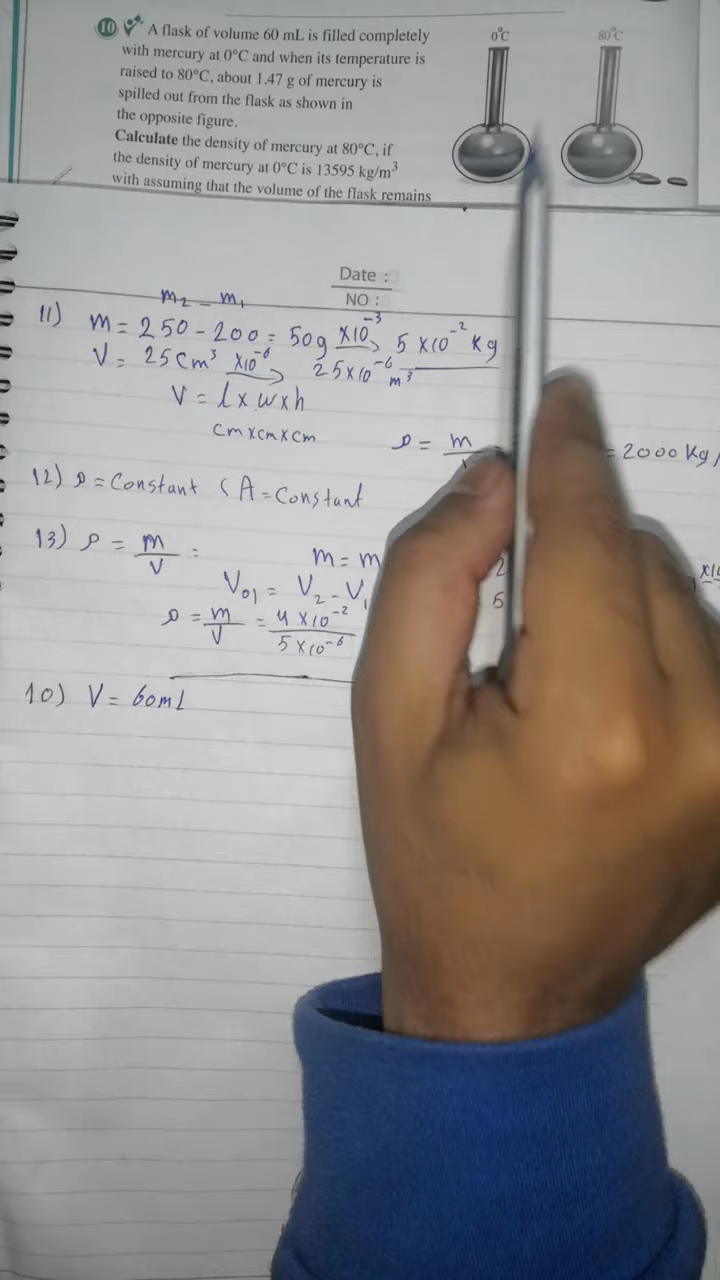 10 A flask of volume 60 mL is filled completely
with mercury at 0°C and when its temperature is
raised to 80°C, about 1.47 g of mercury is
spilled out from the flask as shown in
the opposite figure.
Calculate the density of mercury at 80°C, if
the density of mercury at 0°C is 13595 kg/m³
with assuming that the volume of the flask remains
0°C
80°C
Date :
NO :
m₂ - m₁
11) m = 250 - 200 = 50g ×10⁻³ 5 ×10⁻² Kg
V = 25 Cm³ ×10⁻⁶ 25×10⁻⁶ m³
V = l × w × h
cm×cm×cm
ρ = m = 2000 Kg/
12) ρ = Constant ( A = Constant
13) ρ = m/V = m = m 2
V₀₁ = V₂ - V₁ 5
ρ = m/V = 4 ×10⁻² / 5 ×10⁻⁶
10) V = 60ml